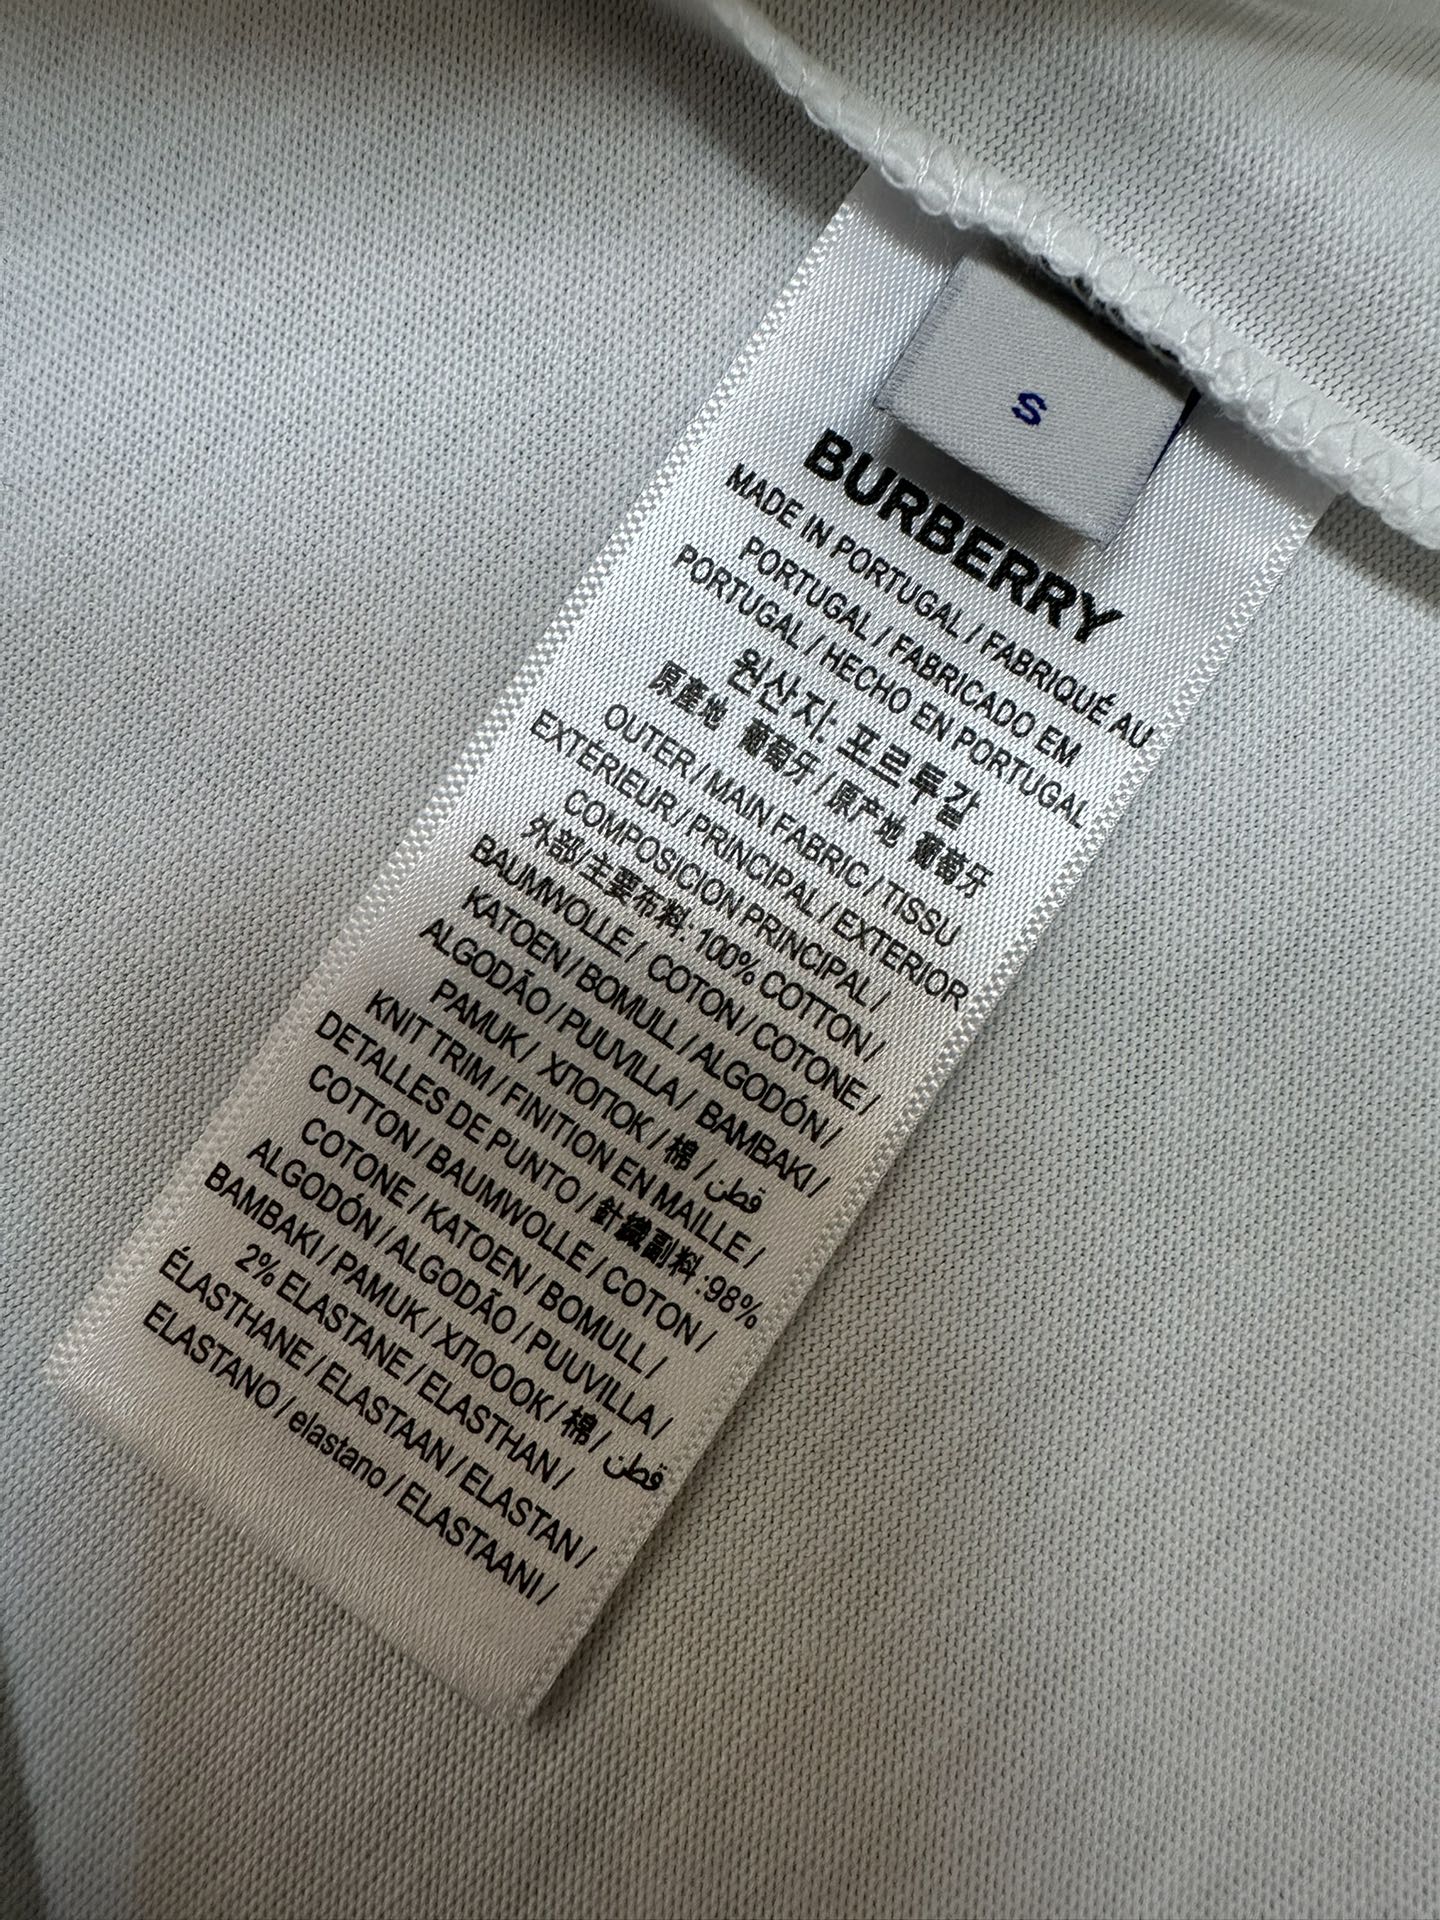 S
BURBERRY
MADE IN PORTUGAL / FABRIQUÉ AU
PORTUGAL / FABRICADO EM
PORTUGAL / HECHO EN PORTUGAL
원산지: 포르투갈
原產地 葡萄牙 / 原产地 葡萄牙
OUTER / MAIN FABRIC / TISSU
EXTÉRIEUR / PRINCIPAL / EXTERIOR
COMPOSICION PRINCIPAL /
外部/主要布料: 100% COTTON /
BAUMWOLLE / COTON / COTONE /
KATOEN / BOMULL / ALGODÓN /
ALGODÃO / PUUVILLA / BAMBAKI /
PAMUK / ХЛОПОК / 棉 / قطن
KNIT TRIM / FINITION EN MAILLE /
DETALLES DE PUNTO / 針織副料 :98%
COTTON / BAUMWOLLE / COTON /
COTONE / KATOEN / BOMULL /
ALGODÓN / ALGODÃO / PUUVILLA /
BAMBAKI / PAMUK / ХЛОООК / 棉 / قطن
2% ELASTANE / ELASTHAN /
ÉLASTHANE / ELASTAAN / ELASTAN /
ELASTANO / elastano / ELASTAANI /